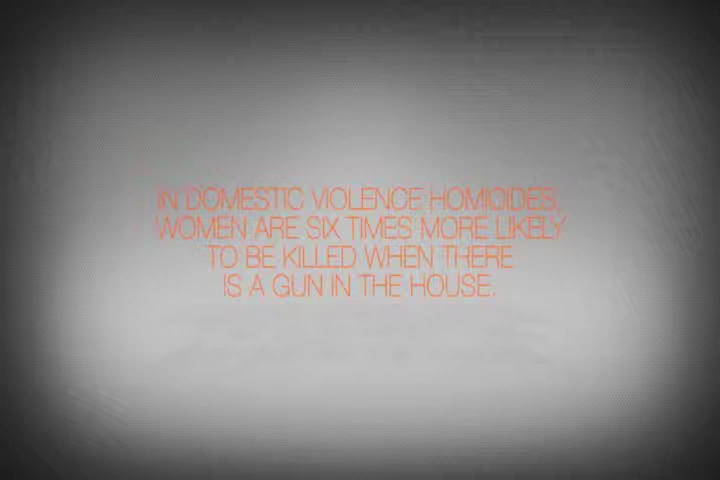 IN DOMESTIC VIOLENCE HOMICIDES,
WOMEN ARE SIX TIMES MORE LIKELY
TO BE KILLED WHEN THERE
IS A GUN IN THE HOUSE.